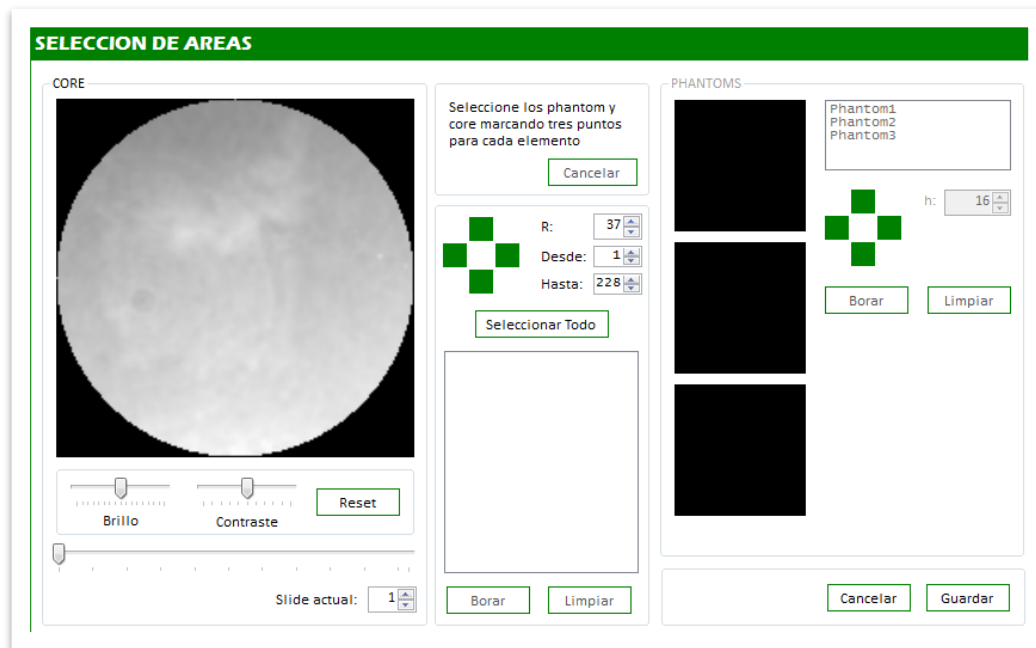 SELECCION DE AREAS
CORE
Brillo
Contraste
Reset
Slide actual: 1
Seleccione los phantom y
core marcando tres puntos
para cada elemento
Cancelar
R: 37
Desde: 1
Hasta: 228
Seleccionar Todo
Borar
Limpiar
PHANTOMS
Phantom1
Phantom2
Phantom3
h: 16
Borar
Limpiar
Cancelar
Guardar